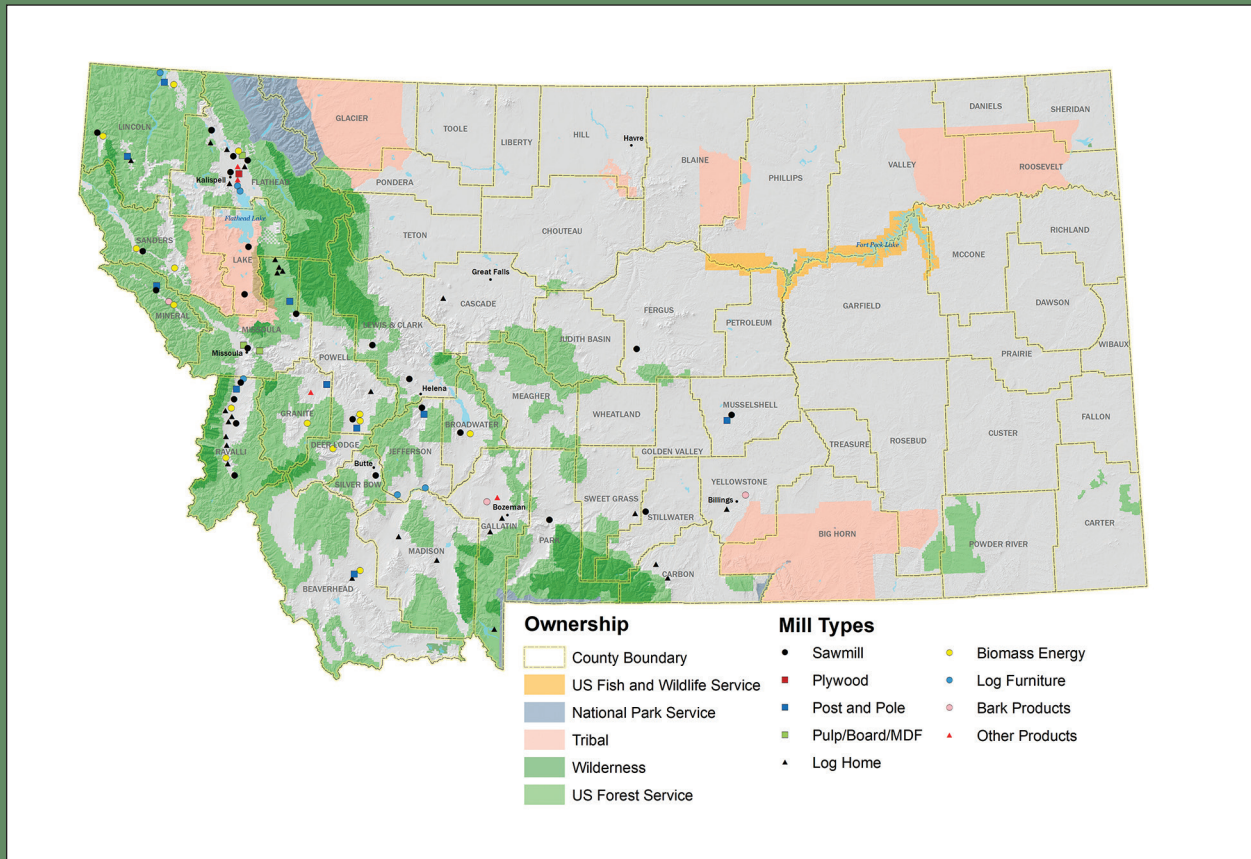 DANIELS
SHERIDAN
GLACIER
TOOLE
LIBERTY
HILL
Havre
LINCOLN
BLAINE
VALLEY
ROOSEVELT
PHILLIPS
Kalispell
FLATHEAD
PONDERA
Flathead Lake
CHOUTEAU
RICHLAND
TETON
SANDERS
Fort Peck Lake
MCCONE
LAKE
Great Falls
CASCADE
FERGUS
GARFIELD
DAWSON
MINERAL
MISSOULA
LEWIS & CLARK
PETROLEUM
JUDITH BASIN
WIBAUX
Missoula
POWELL
PRAIRIE
Helena
MEAGHER
WHEATLAND
MUSSELSHELL
GRANITE
BROADWATER
FALLON
CUSTER
DEER LODGE
TREASURE
ROSEBUD
RAVALLI
JEFFERSON
GOLDEN VALLEY
Butte
SILVER BOW
YELLOWSTONE
SWEET GRASS
Billings
Bozeman
STILLWATER
GALLATIN
CARTER
BIG HORN
PARK
POWDER RIVER
MADISON
CARBON
BEAVERHEAD
Ownership
County Boundary
US Fish and Wildlife Service
National Park Service
Tribal
Wilderness
US Forest Service
Mill Types
Sawmill
Plywood
Post and Pole
Pulp/Board/MDF
Log Home
Biomass Energy
Log Furniture
Bark Products
Other Products